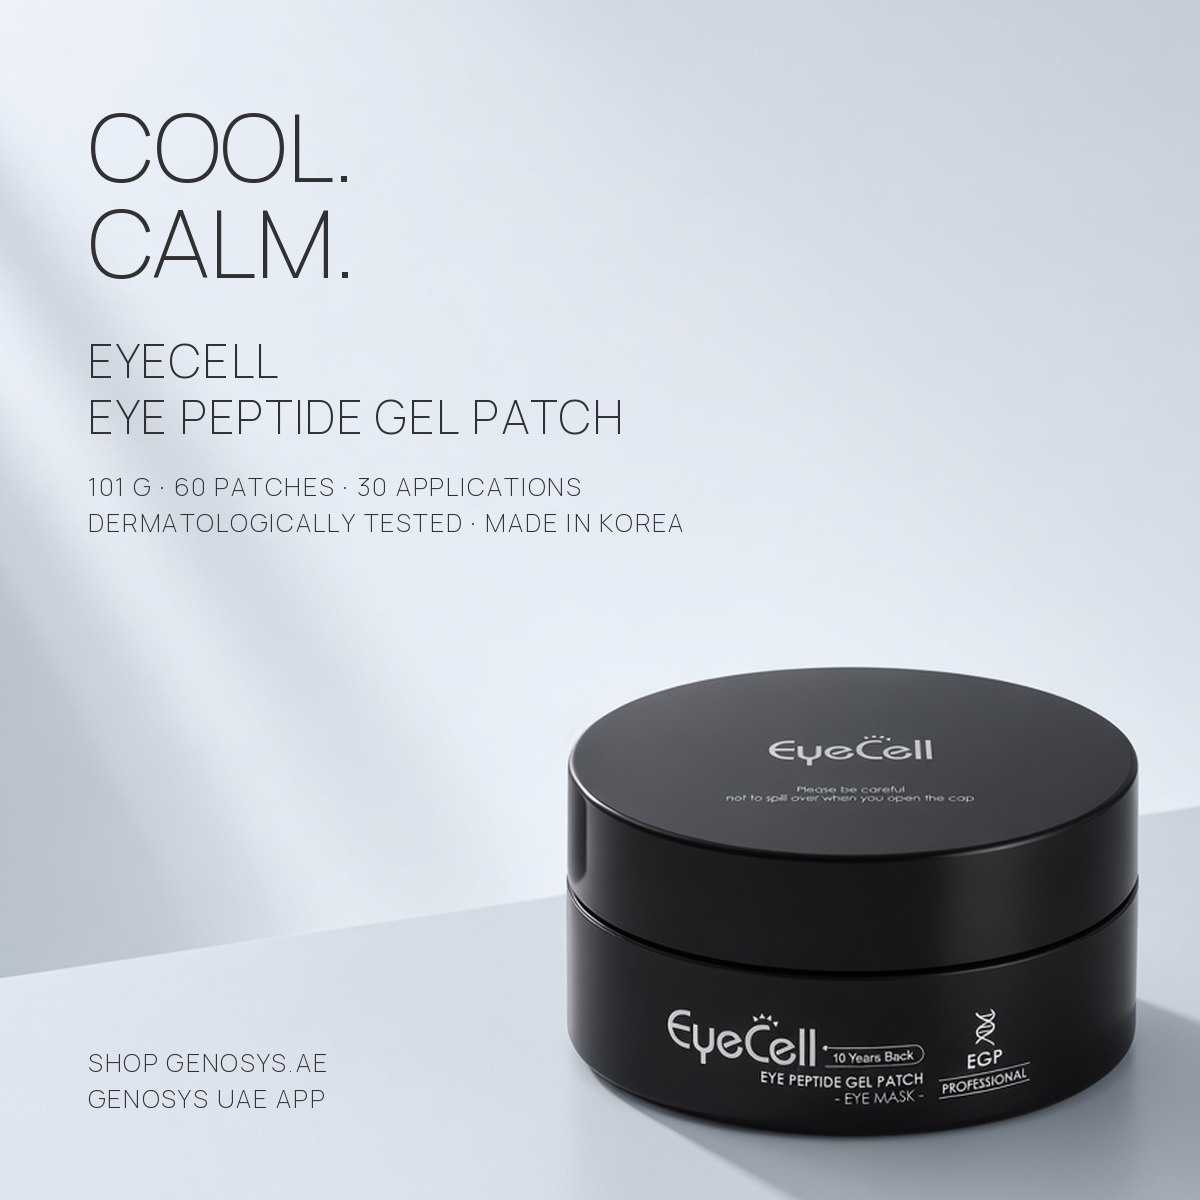 COOL.
CALM.
EYECELL
EYE PEPTIDE GEL PATCH
101 G · 60 PATCHES · 30 APPLICATIONS
DERMATOLOGICALLY TESTED · MADE IN KOREA
EyeCell
Please be careful
not to spill over when you open the cap
EyeCell 10 Years Back
EYE PEPTIDE GEL PATCH
- EYE MASK -
EGP
PROFESSIONAL
SHOP GENOSYS.AE
GENOSYS UAE APP